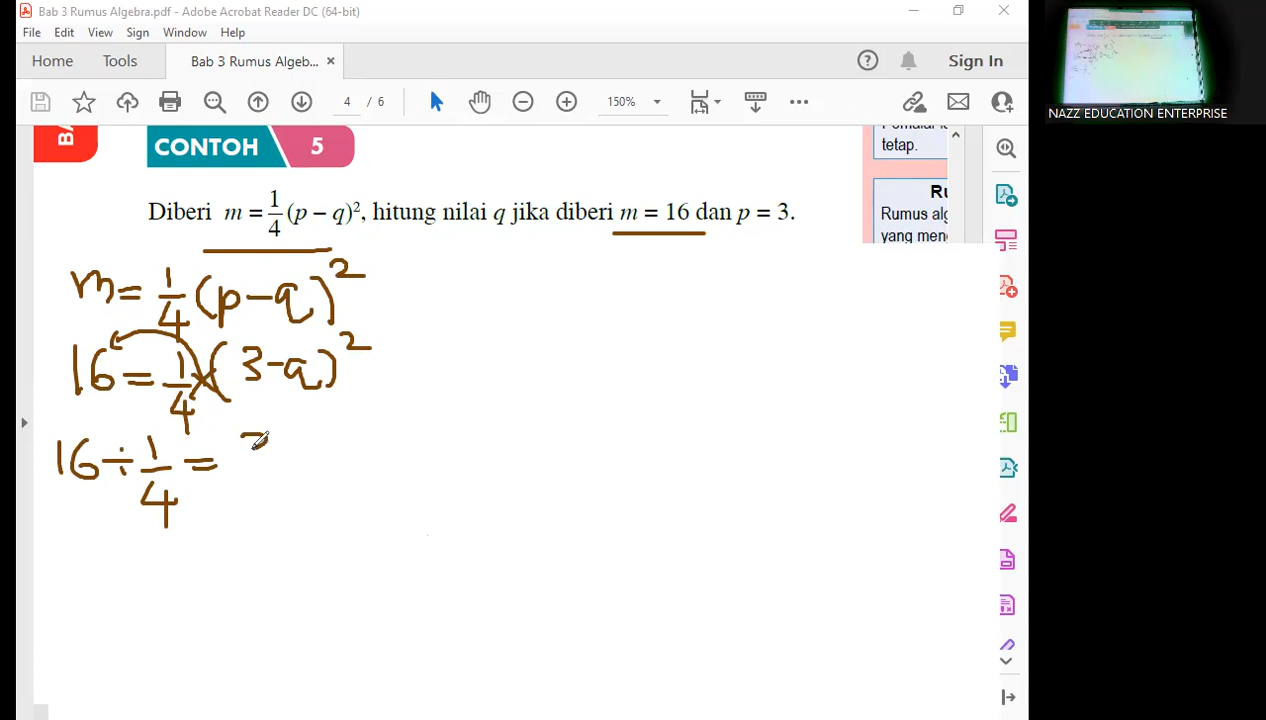 Bab 3 Rumus Algebra.pdf - Adobe Acrobat Reader DC (64-bit)
File Edit View Sign Window Help
Home Tools Bab 3 Rumus Algeb... × Sign In
4 / 6 150%
CONTOH 5
tetap.
Diberi m = 1/4 (p − q)², hitung nilai q jika diberi m = 16 dan p = 3.
Rumus alg
yang men
m = 1/4 (p − q)²
16 = 1/4 × (3 − q)²
16 ÷ 1/4 =
NAZZ EDUCATION ENTERPRISE